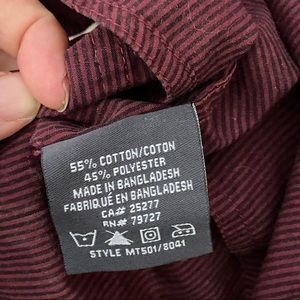 55% COTTON/COTON
45% POLYESTER
MADE IN BANGLADESH
FABRIQUÉ EN BANGLADESH
CA# 25277
RN# 79727
STYLE MT501/8041